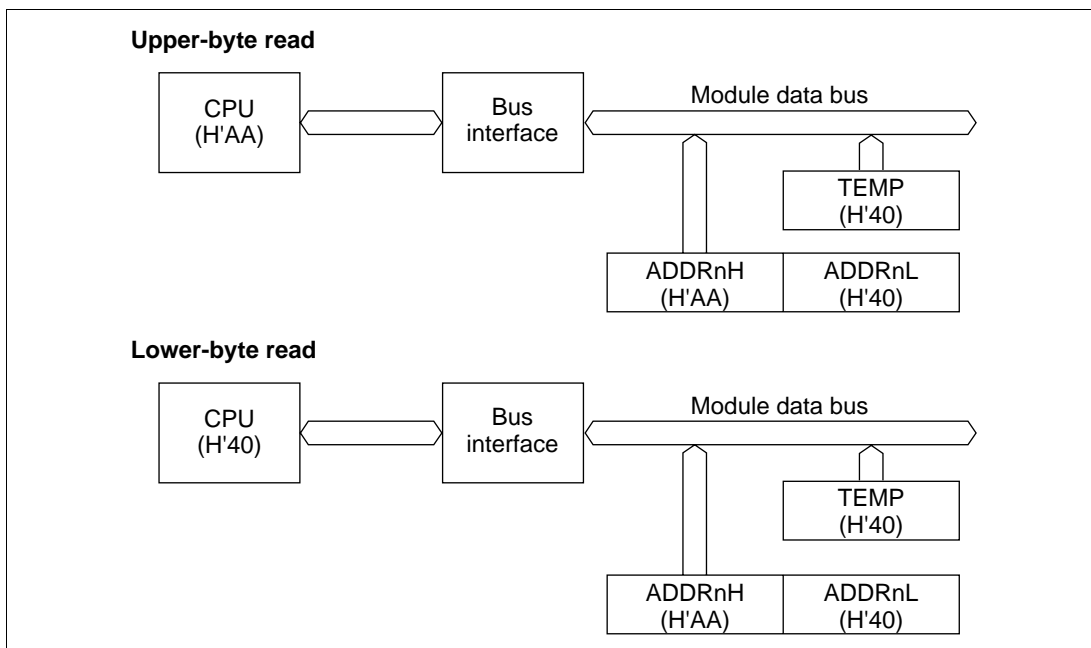 Upper-byte read
CPU
(H'AA)
Bus
interface
Module data bus
TEMP
(H'40)
ADDRnH
(H'AA)
ADDRnL
(H'40)
Lower-byte read
CPU
(H'40)
Bus
interface
Module data bus
TEMP
(H'40)
ADDRnH
(H'AA)
ADDRnL
(H'40)